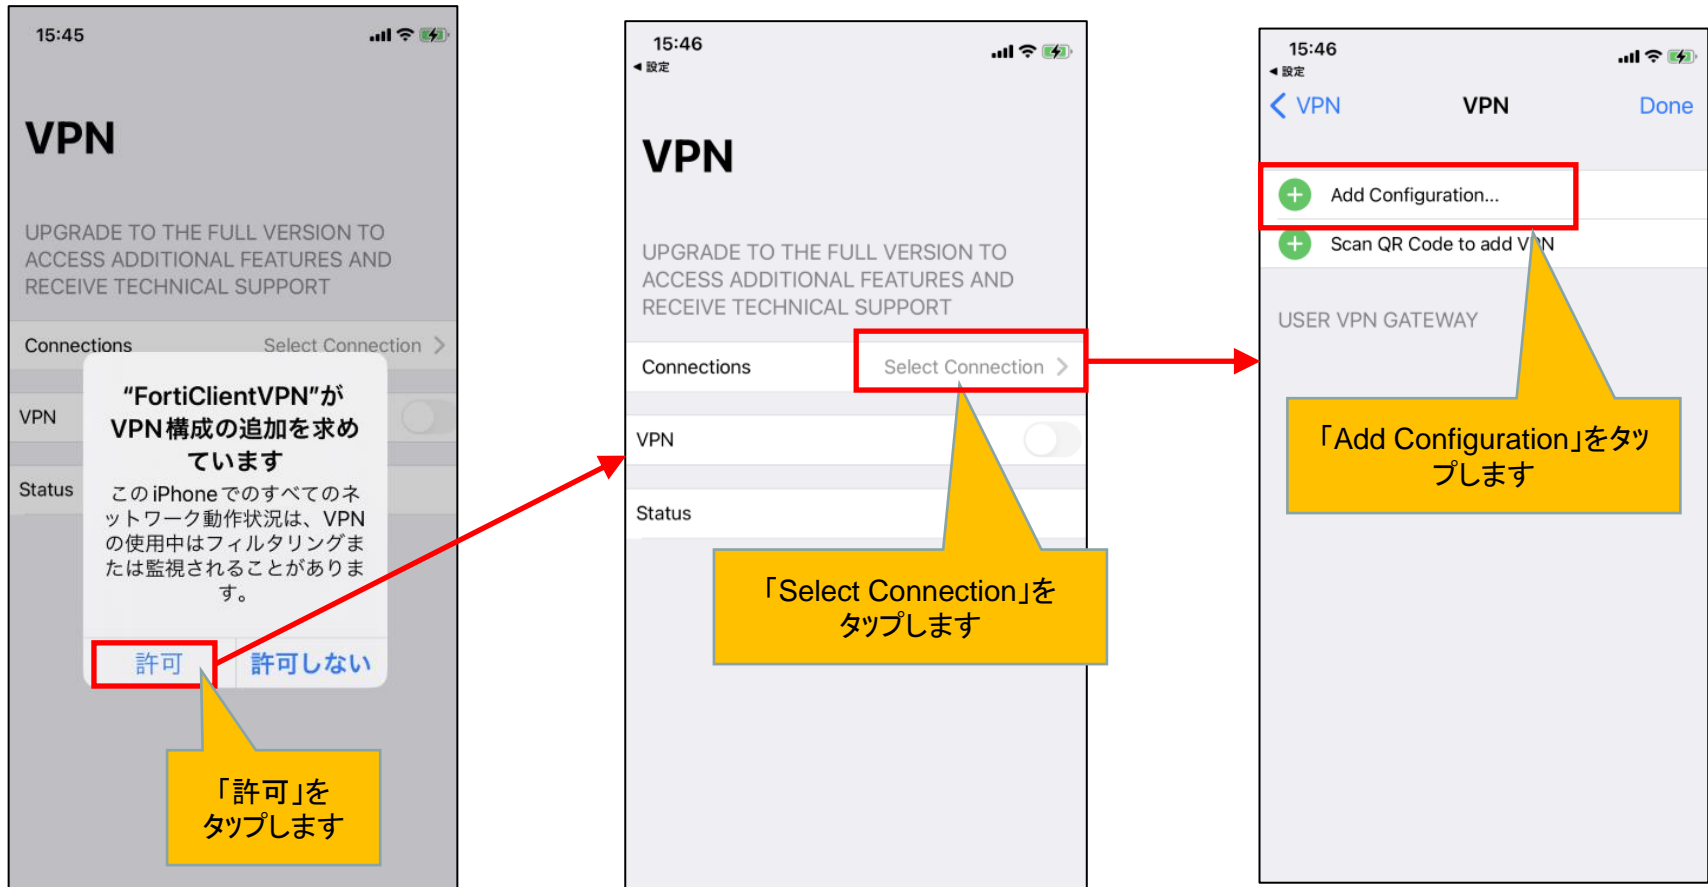 15:45
VPN
UPGRADE TO THE FULL VERSION TO
ACCESS ADDITIONAL FEATURES AND
RECEIVE TECHNICAL SUPPORT
Connections Select Connection
VPN
Status
“FortiClientVPN”が
VPN構成の追加を求め
ています
このiPhoneでのすべてのネ
ットワーク動作状況は、VPN
の使用中はフィルタリングま
たは監視されることがありま
す。
許可 許可しない
「許可」を
タップします
15:46
◀ 設定
VPN
UPGRADE TO THE FULL VERSION TO
ACCESS ADDITIONAL FEATURES AND
RECEIVE TECHNICAL SUPPORT
Connections Select Connection
VPN
Status
「Select Connection」を
タップします
15:46
◀ 設定
VPN VPN Done
Add Configuration...
Scan QR Code to add VPN
USER VPN GATEWAY
「Add Configuration」をタッ
プします